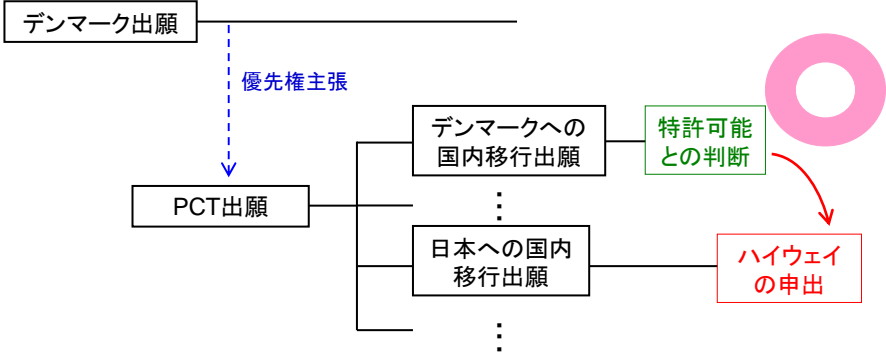 デンマーク出願
優先権主張
デンマークへの
国内移行出願
特許可能
との判断
PCT出願
⋮
日本への国内
移行出願
ハイウェイ
の申出
⋮